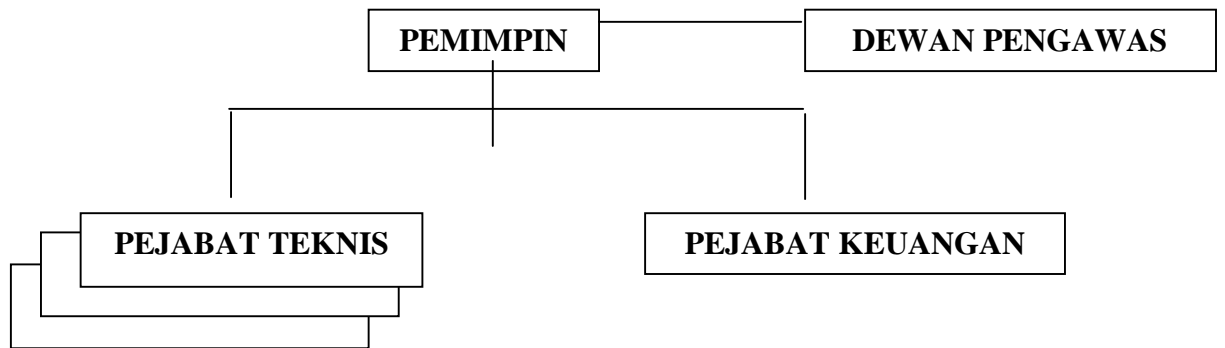 PEMIMPIN
DEWAN PENGAWAS
PEJABAT TEKNIS
PEJABAT KEUANGAN